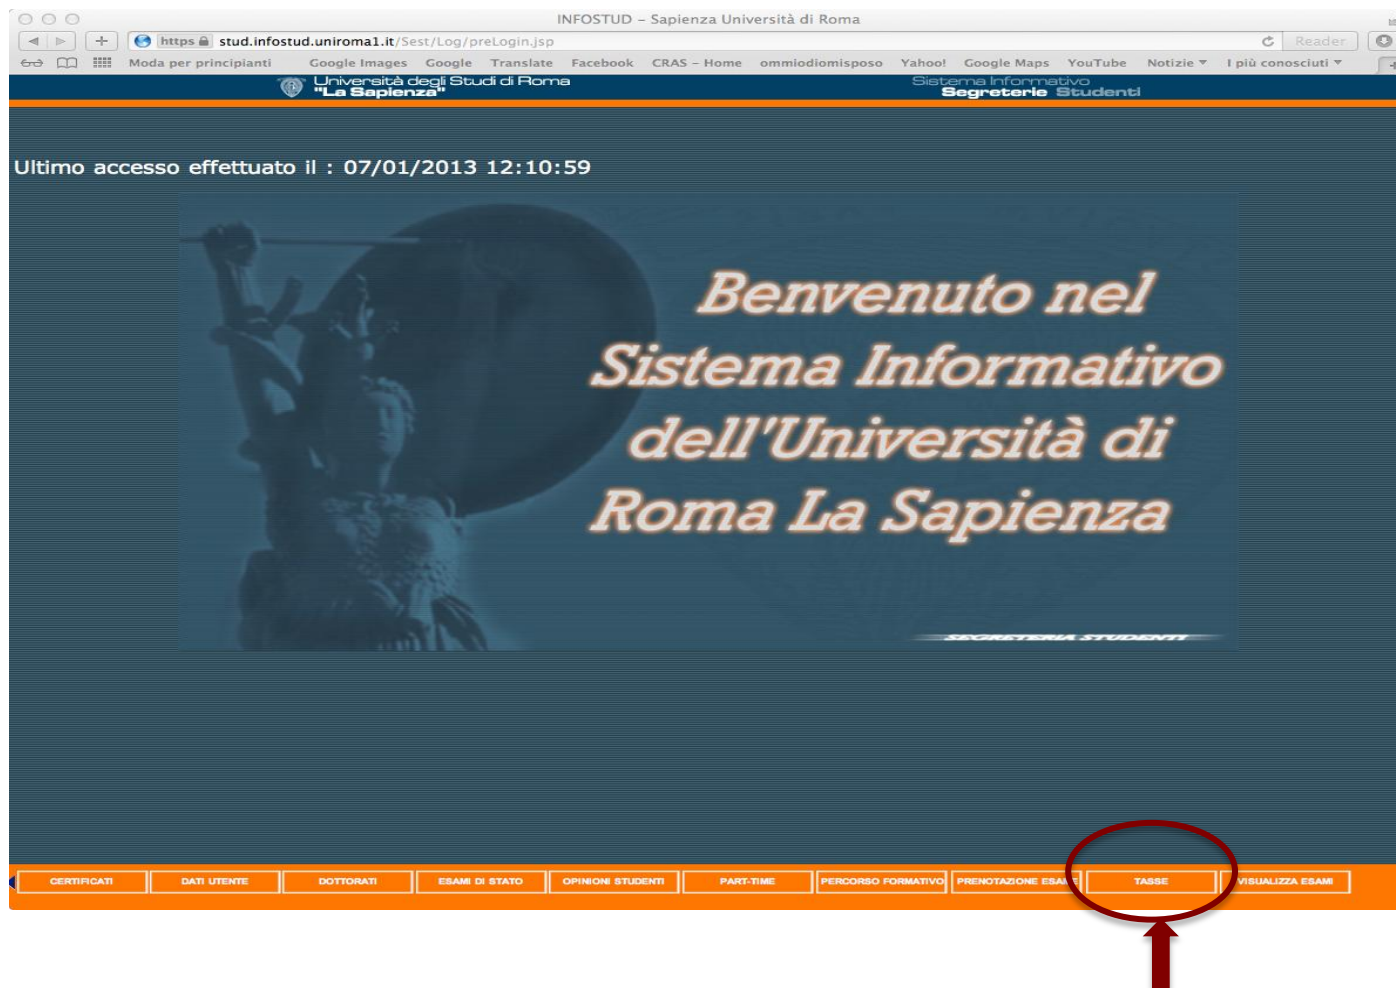 INFOSTUD – Sapienza Università di Roma
https stud.infostud.uniroma1.it/Sest/Log/preLogin.jsp Reader
Moda per principianti Google Images Google Translate Facebook CRAS – Home ommiodiomisposo Yahoo! Google Maps YouTube Notizie I più conosciuti
Università degli Studi di Roma
"La Sapienza"
Sistema Informativo
Segreterie Studenti
Ultimo accesso effettuato il : 07/01/2013 12:10:59
Benvenuto nel
Sistema Informativo
dell'Università di
Roma La Sapienza
SEGRETERIA STUDENTI
CERTIFICATI DATI UTENTE DOTTORATI ESAMI DI STATO OPINIONI STUDENTI PART-TIME PERCORSO FORMATIVO PRENOTAZIONE ESAMI TASSE VISUALIZZA ESAMI